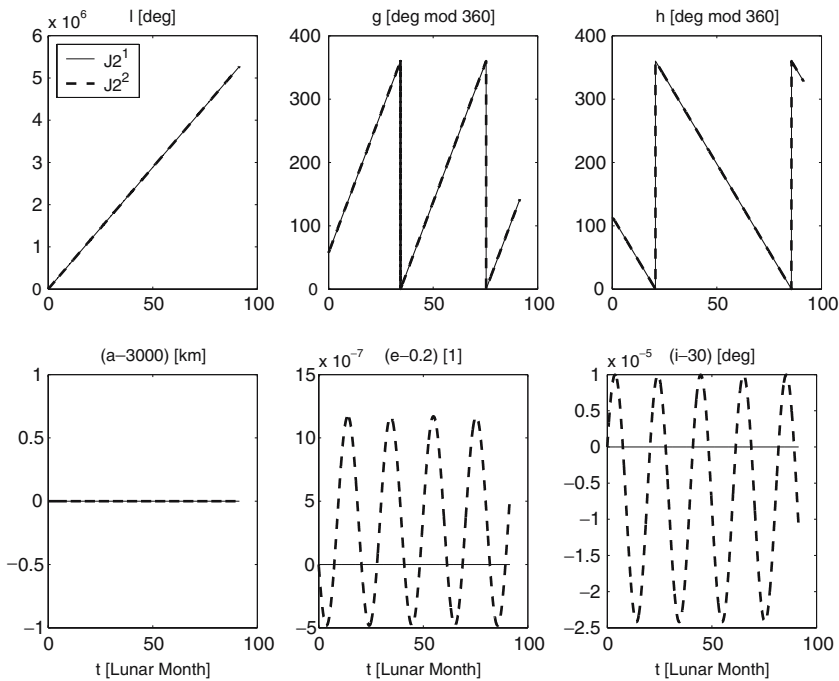 l [deg]
x 10^6
6
5
4
3
2
1
0
J2^1
J2^2
0 50 100
g [deg mod 360]
400
300
200
100
0
0 50 100
h [deg mod 360]
400
300
200
100
0
0 50 100
(a−3000) [km]
1
0.5
0
−0.5
−1
0 50 100
t [Lunar Month]
x 10^−7
(e−0.2) [1]
15
10
5
0
−5
0 50 100
t [Lunar Month]
x 10^−5
(i−30) [deg]
1
0.5
0
−0.5
−1
−1.5
−2
−2.5
0 50 100
t [Lunar Month]